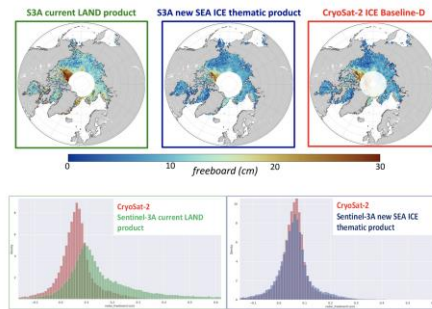 S3A current LAND product
S3A new SEA ICE thematic product
CryoSat-2 ICE Baseline-D
0 10 20 30
freeboard (cm)
CryoSat-2
Sentinel-3A current LAND
product
CryoSat-2
Sentinel-3A new SEA ICE
thematic product